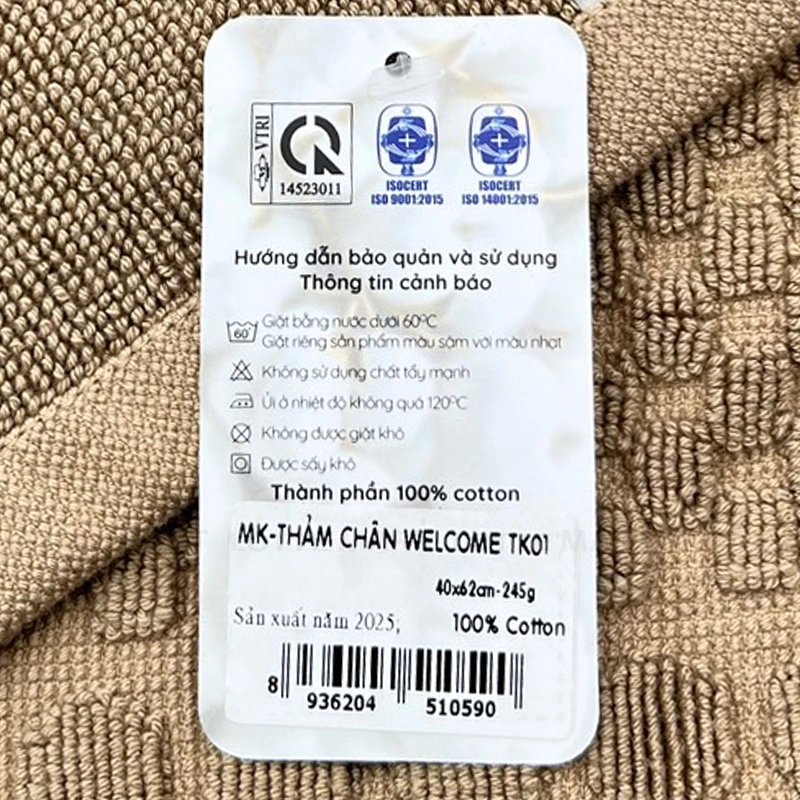 VTRI
14523011
ISOCERT
ISO 9001:2015
ISOCERT
ISO 14001:2015
Hướng dẫn bảo quản và sử dụng
Thông tin cảnh báo
60°
Giặt bằng nước dưới 60°C
Giặt riêng sản phẩm màu sậm với màu nhạt
Không sử dụng chất tẩy mạnh
Ủi ở nhiệt độ không quá 120°C
Không được giặt khô
Được sấy khô
Thành phần 100% cotton
MK-THẢM CHÂN WELCOME TK01
40x62cm-245g
Sản xuất năm 2025;
100% Cotton
8 936204 510590